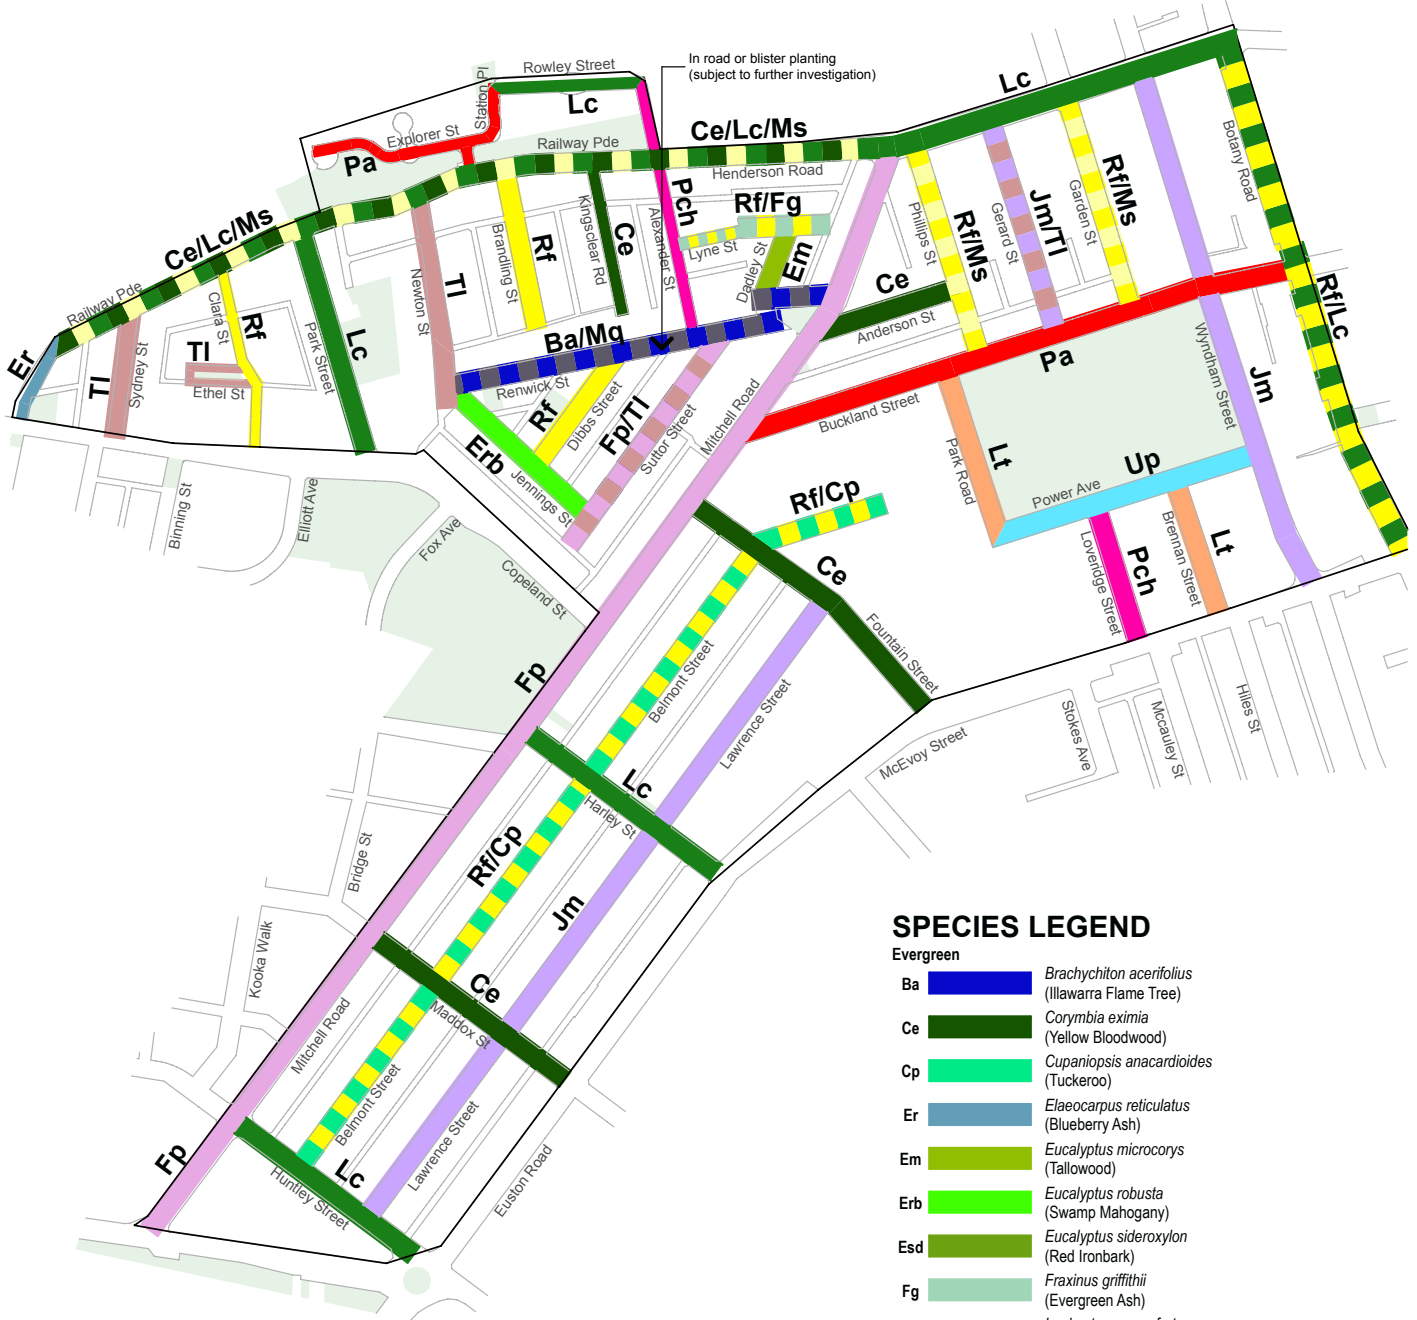 In road or blister planting
(subject to further investigation)
Rowley Street
Lc
Station Pl
Explorer St
Pa
Railway Pde
Ce/Lc/Ms
Henderson Road
Lc
Botany Road
Ce/Lc/Ms
Railway Pde
Er
Tl
Sydney St
Clara St
Rf
Tl
Ethel St
Park Street
Lc
Newton St
Tl
Brandling St
Rf
Kingsclear Rd
Ce
Alexander St
Pch
Rf/Fg
Lyne St
Dadley St
Em
Phillips St
Rf/Ms
Gerard St
Jm/Tl
Garden St
Rf/Ms
Ce
Anderson St
Rf/Lc
Ba/Mq
Renwick St
Rf
Dibbs Street
Fp/Tl
Suttor Street
Mitchell Road
Erb
Jennings St
Buckland Street
Pa
Wyndham Street
Jm
Park Road
Lt
Up
Power Ave
Loveridge Street
Pch
Brennan Street
Lt
Binning St
Elliott Ave
Fox Ave
Copeland St
Rf/Cp
Ce
Fountain Street
Fp
Belmont Street
Lawrence Street
McEvoy Street
Stokes Ave
Mccauley St
Hiles St
Lc
Harley St
Rf/Cp
Jm
Bridge St
Kooka Walk
Mitchell Road
Ce
Maddox St
Belmont Street
Lawrence Street
Euston Road
Fp
Lc
Huntley Street
SPECIES LEGEND
Evergreen
Ba
Brachychiton acerifolius
(Illawarra Flame Tree)
Ce
Corymbia eximia
(Yellow Bloodwood)
Cp
Cupaniopsis anacardioides
(Tuckeroo)
Er
Elaeocarpus reticulatus
(Blueberry Ash)
Em
Eucalyptus microcorys
(Tallowood)
Erb
Eucalyptus robusta
(Swamp Mahogany)
Esd
Eucalyptus sideroxylon
(Red Ironbark)
Fg
Fraxinus griffithii
(Evergreen Ash)